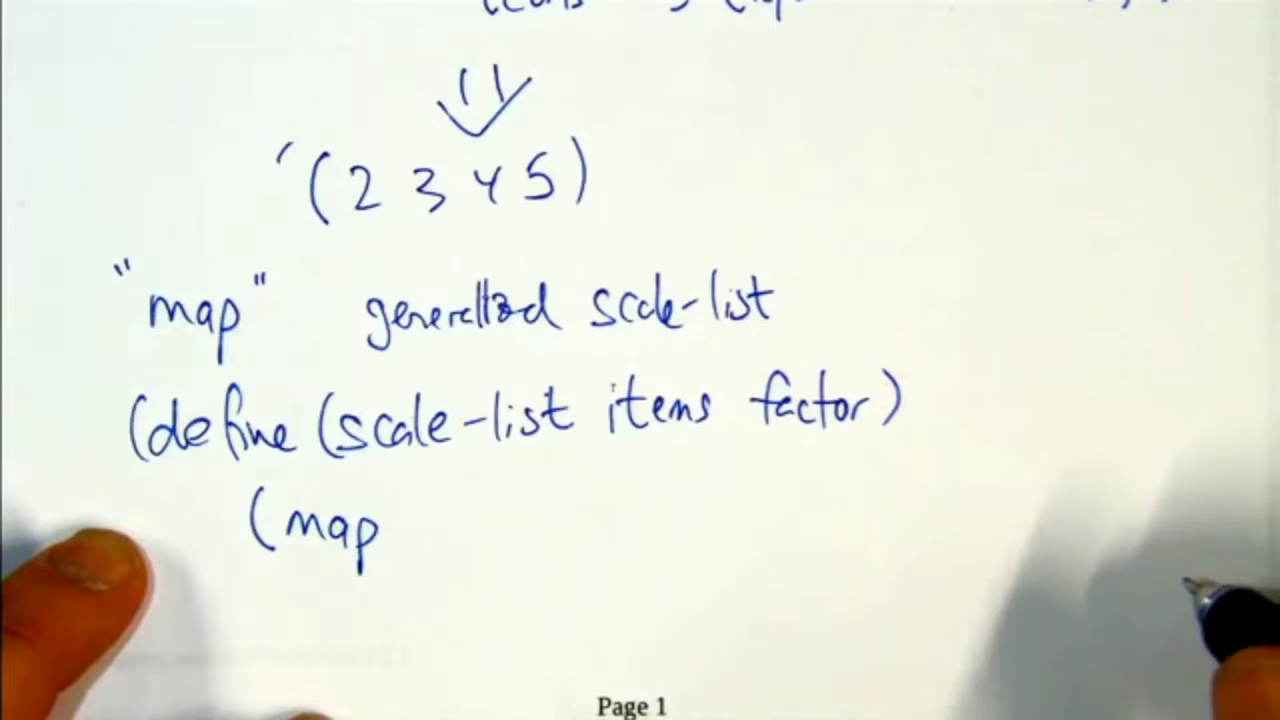 '(2 3 4 5)
"map" generalized scale-list
(define (scale-list items factor)
(map
Page 1